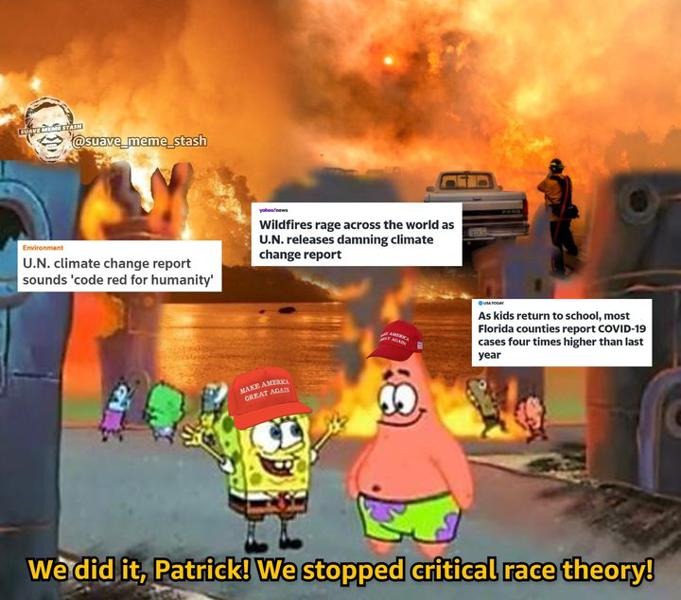 SUAVE MEME STASH
@suave_meme_stash
yahoo!news
Wildfires rage across the world as
U.N. releases damning climate
change report
Environment
U.N. climate change report
sounds 'code red for humanity'
USA TODAY
As kids return to school, most
Florida counties report COVID-19
cases four times higher than last
year
MAKE AMERICA
GREAT AGAIN
MAKE AMERICA
GREAT AGAIN
We did it, Patrick! We stopped critical race theory!